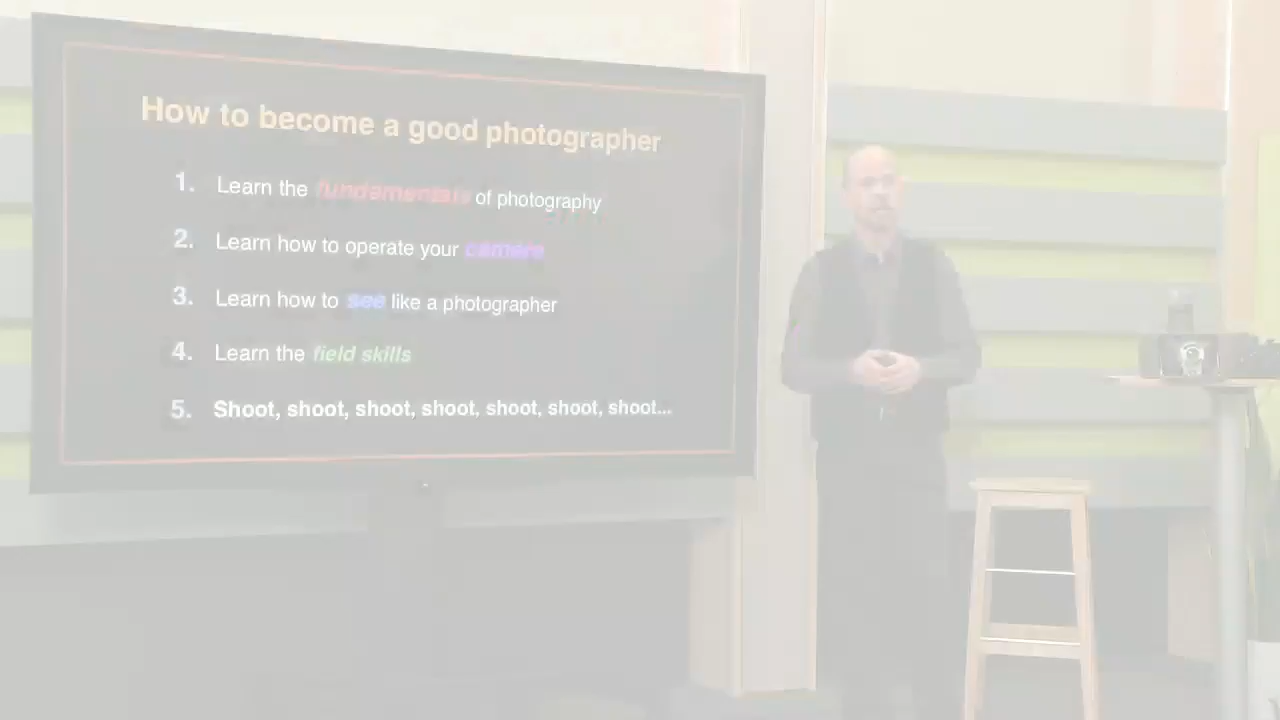 How to become a good photographer
1. Learn the fundamentals of photography
2. Learn how to operate your camera
3. Learn how to see like a photographer
4. Learn the field skills
5. Shoot, shoot, shoot, shoot, shoot, shoot, shoot...